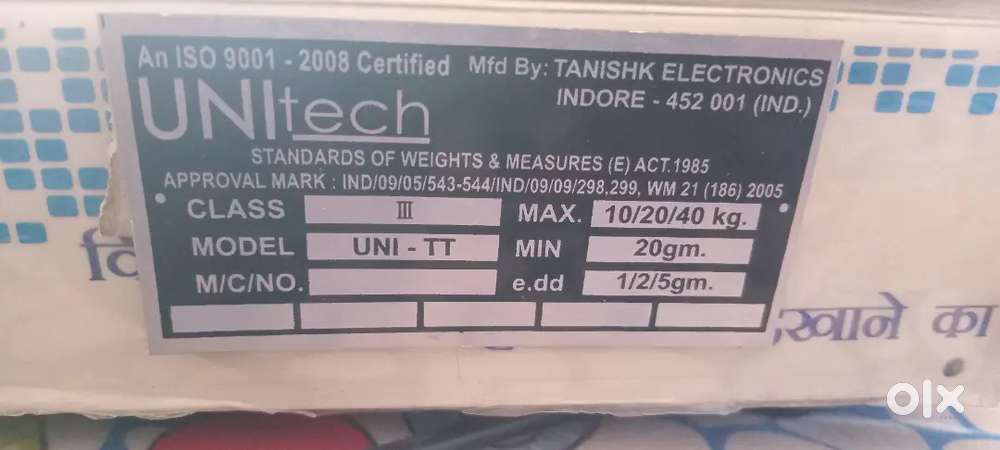 An ISO 9001 - 2008 Certified Mfd By: TANISHK ELECTRONICS
INDORE - 452 001 (IND.)
UNItech
STANDARDS OF WEIGHTS & MEASURES (E) ACT.1985
APPROVAL MARK : IND/09/05/543-544/IND/09/09/298,299, WM 21 (186) 2005
CLASS III MAX. 10/20/40 kg.
MODEL UNI - TT MIN 20gm.
M/C/NO. e.dd 1/2/5gm.
का
olx